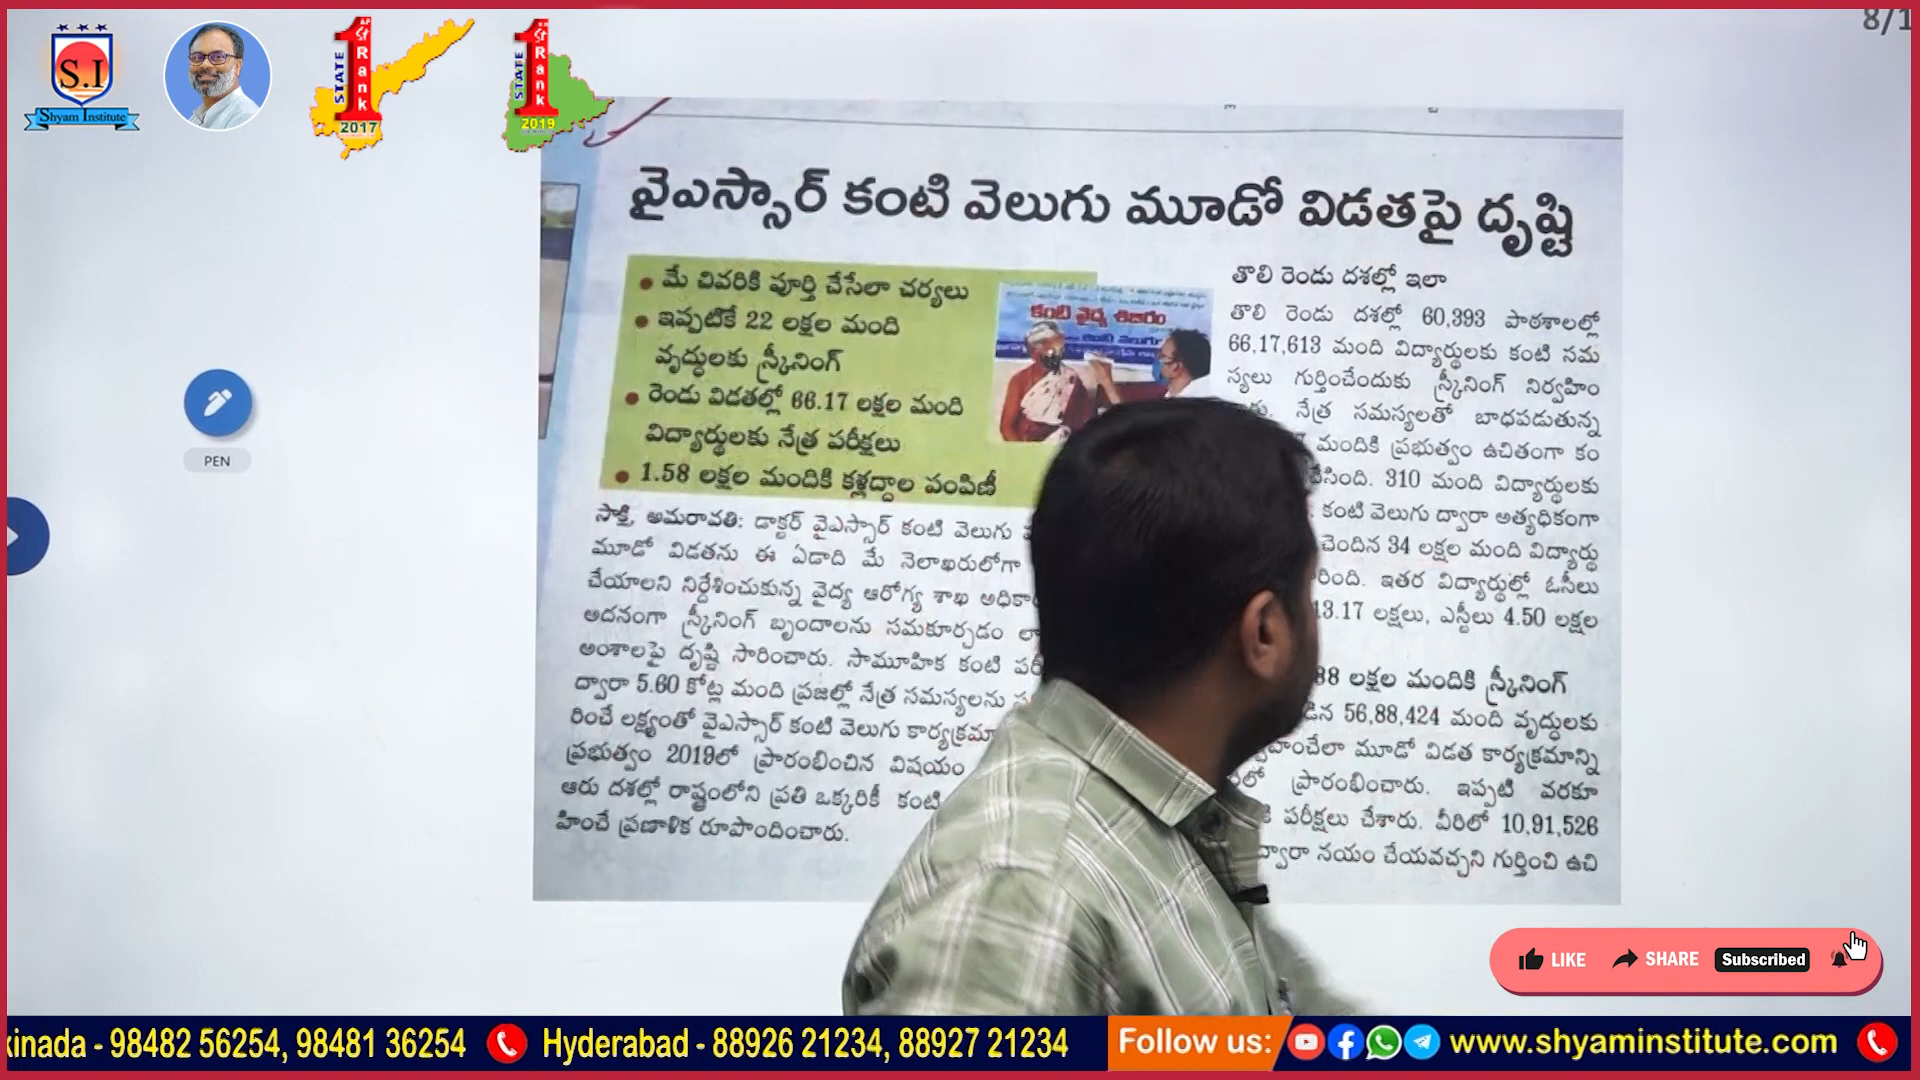 8/1
S.I
Shyam Institute
STATE
1
st
Rank
2017
STATE
1
st
Rank
2019
వైఎస్సార్ కంటి వెలుగు మూడో విడతపై దృష్టి
మే చివరికి పూర్తి చేసేలా చర్యలు
ఇప్పటికే 22 లక్షల మంది
వృద్ధులకు స్క్రీనింగ్
రెండు విడతల్లో 66.17 లక్షల మంది
విద్యార్థులకు నేత్ర పరీక్షలు
1.58 లక్షల మందికి కళ్లద్దాల పంపిణీ
కంటి వైద్య శిబిరం
సాక్షి, అమరావతి: డాక్టర్ వైఎస్సార్ కంటి వెలుగు
మూడో విడతను ఈ ఏడాది మే నెలాఖరులోగా
చేయాలని నిర్దేశించుకున్న వైద్య ఆరోగ్య శాఖ
అదనంగా స్క్రీనింగ్ బృందాలను సమకూర్చడం
అంశాలపై దృష్టి సారించారు. సామూహిక కంటి
ద్వారా 5.60 కోట్ల మంది ప్రజల్లో నేత్ర సమస్యలను
రించే లక్ష్యంతో వైఎస్సార్ కంటి వెలుగు
ప్రభుత్వం 2019లో ప్రారంభించిన విషయం
ఆరు దశల్లో రాష్ట్రంలోని ప్రతి ఒక్కరికీ కంటి
హించే ప్రణాళిక రూపొందించారు.
తొలి రెండు దశల్లో ఇలా
తొలి రెండు దశల్లో 60,393 పాఠశాలల్లో
66,17,613 మంది విద్యార్థులకు కంటి సమ
స్యలు గుర్తించేందుకు స్క్రీనింగ్ నిర్వహిం
నేత్ర సమస్యలతో బాధపడుతున్న
మందికి ప్రభుత్వం ఉచితంగా కం
310 మంది విద్యార్థులకు
కంటి వెలుగు ద్వారా అత్యధికంగా
చెందిన 34 లక్షల మంది విద్యార్థు
ఇతర విద్యార్థుల్లో ఓసీలు
13.17 లక్షలు, ఎస్టీలు 4.50 లక్షల
88 లక్షల మందికి స్క్రీనింగ్
56,88,424 మంది వృద్ధులకు
మూడో విడత కార్యక్రమాన్ని
ప్రారంభించారు. ఇప్పటి వరకూ
పరీక్షలు చేశారు. వీరిలో 10,91,526
ద్వారా నయం చేయవచ్చని గుర్తించి ఉచి
PEN
LIKE SHARE Subscribed
kinada - 98482 56254, 98481 36254 Hyderabad - 88926 21234, 88927 21234 Follow us: www.shyaminstitute.com